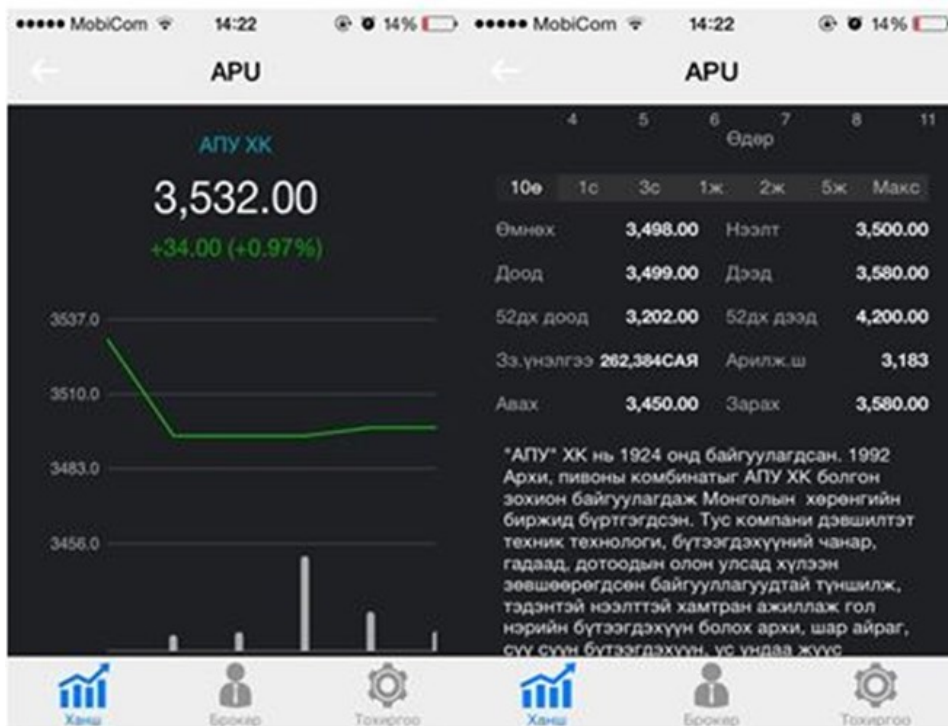 MobiCom 14:22 14%
APU
АПУ ХК
3,532.00
+34.00 (+0.97%)
3537.0
3510.0
3483.0
3456.0
Ханш Брокер Тохиргоо
MobiCom 14:22 14%
APU
4 5 6 7 8 11
Өдөр
10ө 1с 3с 1ж 2ж 5ж Макс
Өмнөх 3,498.00 Нээлт 3,500.00
Доод 3,499.00 Дээд 3,580.00
52дх доод 3,202.00 52дх дээд 4,200.00
Зз.үнэлгээ 262,384САЯ Арилж.ш 3,183
Авах 3,450.00 Зарах 3,580.00
"АПУ" ХК нь 1924 онд байгуулагдсан. 1992
Архи, пивоны комбинатыг АПУ ХК болгон
зохион байгуулагдаж Монголын хөрөнгийн
биржид бүртгэгдсэн. Тус компани дэвшилтэт
техник технологи, бүтээгдэхүүний чанар,
гадаад, дотоодын олон улсад хүлээн
зөвшөөрөгдсөн байгууллагуудтай түншилж,
тэдэнтэй нээлттэй хамтран ажиллаж гол
нэрийн бүтээгдэхүүн болох архи, шар айраг,
сүү сүүн бүтээгдэхүүн, ус ундаа жүүс
Ханш Брокер Тохиргоо